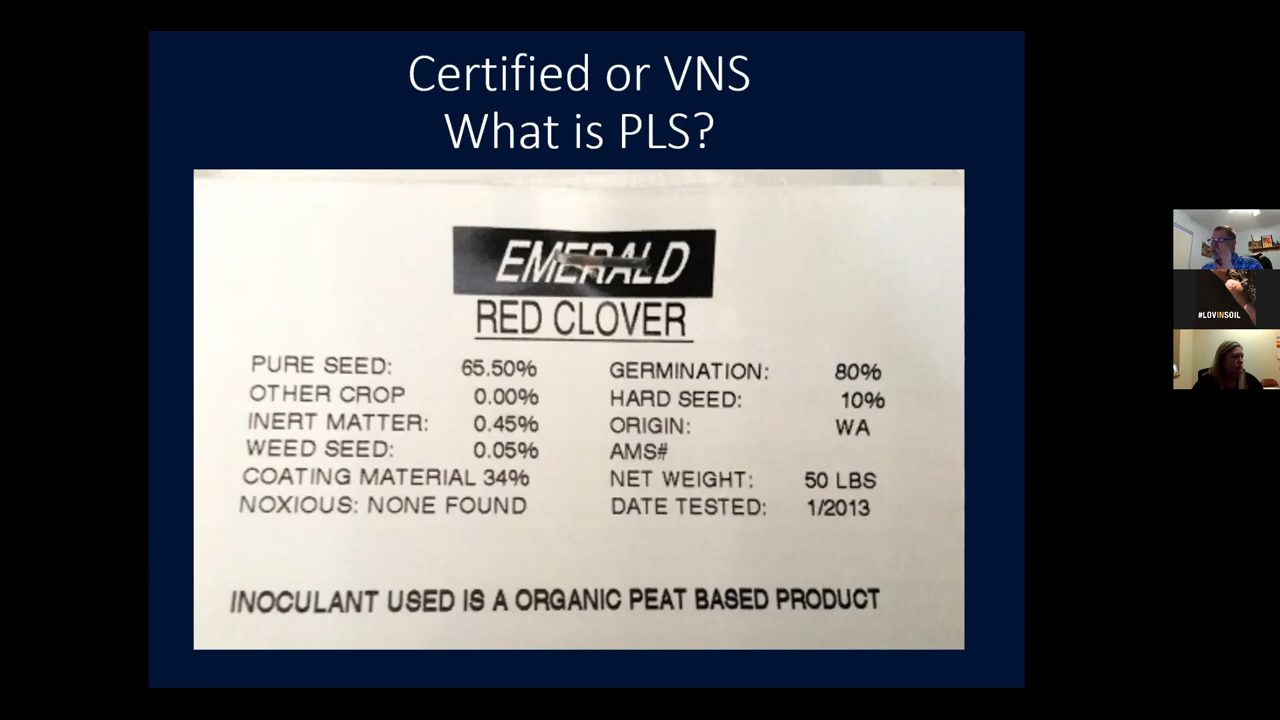 Certified or VNS
What is PLS?
EMERALD
RED CLOVER
PURE SEED: 65.50%
OTHER CROP 0.00%
INERT MATTER: 0.45%
WEED SEED: 0.05%
COATING MATERIAL 34%
NOXIOUS: NONE FOUND
GERMINATION: 80%
HARD SEED: 10%
ORIGIN: WA
AMS#
NET WEIGHT: 50 LBS
DATE TESTED: 1/2013
INOCULANT USED IS A ORGANIC PEAT BASED PRODUCT
#LOVINSOIL